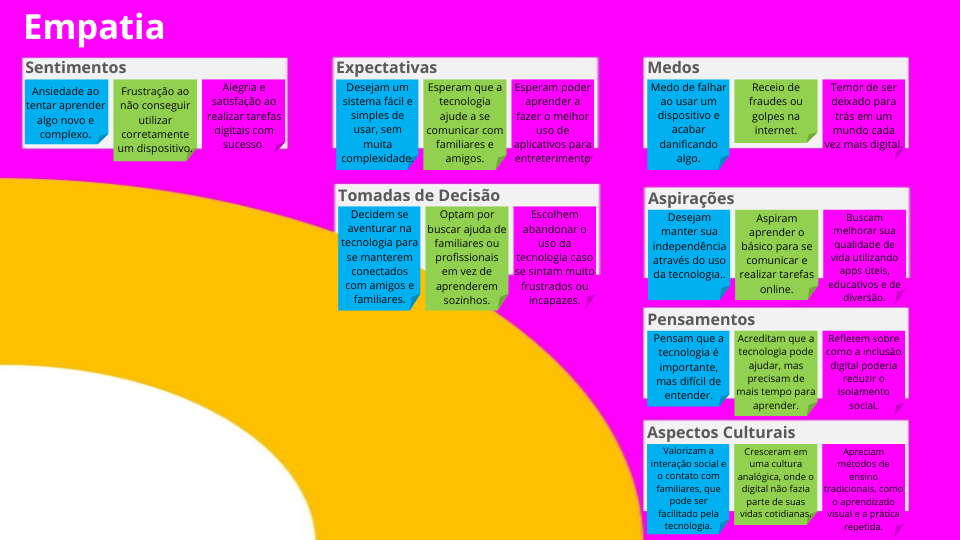 Empatia
Sentimentos
Ansiedade ao
tentar aprender
algo novo e
complexo.
Frustração ao
não conseguir
utilizar
corretamente
um dispositivo.
Alegria e
satisfação ao
realizar tarefas
digitais com
sucesso.
Expectativas
Desejam um
sistema fácil e
simples de
usar, sem
muita
complexidade.
Esperam que a
tecnologia
ajude a se
comunicar com
familiares e
amigos.
Esperam poder
aprender a
fazer o melhor
uso de
aplicativos para
entreterimento
Medos
Medo de falhar
ao usar um
dispositivo e
acabar
danificando
algo.
Receio de
fraudes ou
golpes na
internet.
Temor de ser
deixado para
trás em um
mundo cada
vez mais digital.
Tomadas de Decisão
Decidem se
aventurar na
tecnologia para
se manterem
conectados
com amigos e
familiares.
Optam por
buscar ajuda de
familiares ou
profissionais
em vez de
aprenderem
sozinhos.
Escolhem
abandonar o
uso da
tecnologia caso
se sintam muito
frustrados ou
incapazes.
Aspirações
Desejam
manter sua
independência
através do uso
da tecnologia..
Aspiram
aprender o
básico para se
comunicar e
realizar tarefas
online.
Buscam
melhorar sua
qualidade de
vida utilizando
apps úteis,
educativos e de
diversão.
Pensamentos
Pensam que a
tecnologia é
importante,
mas difícil de
entender.
Acreditam que a
tecnologia pode
ajudar, mas
precisam de
mais tempo para
aprender.
Refletem sobre
como a inclusão
digital poderia
reduzir o
isolamento
social.
Aspectos Culturais
Valorizam a
interação social e
o contato com
familiares, que
pode ser
facilitado pela
tecnologia.
Cresceram em
uma cultura
analógica, onde o
digital não fazia
parte de suas
vidas cotidianas.
Apreciam
métodos de
ensino
tradicionais, como
o aprendizado
visual e a prática
repetida.